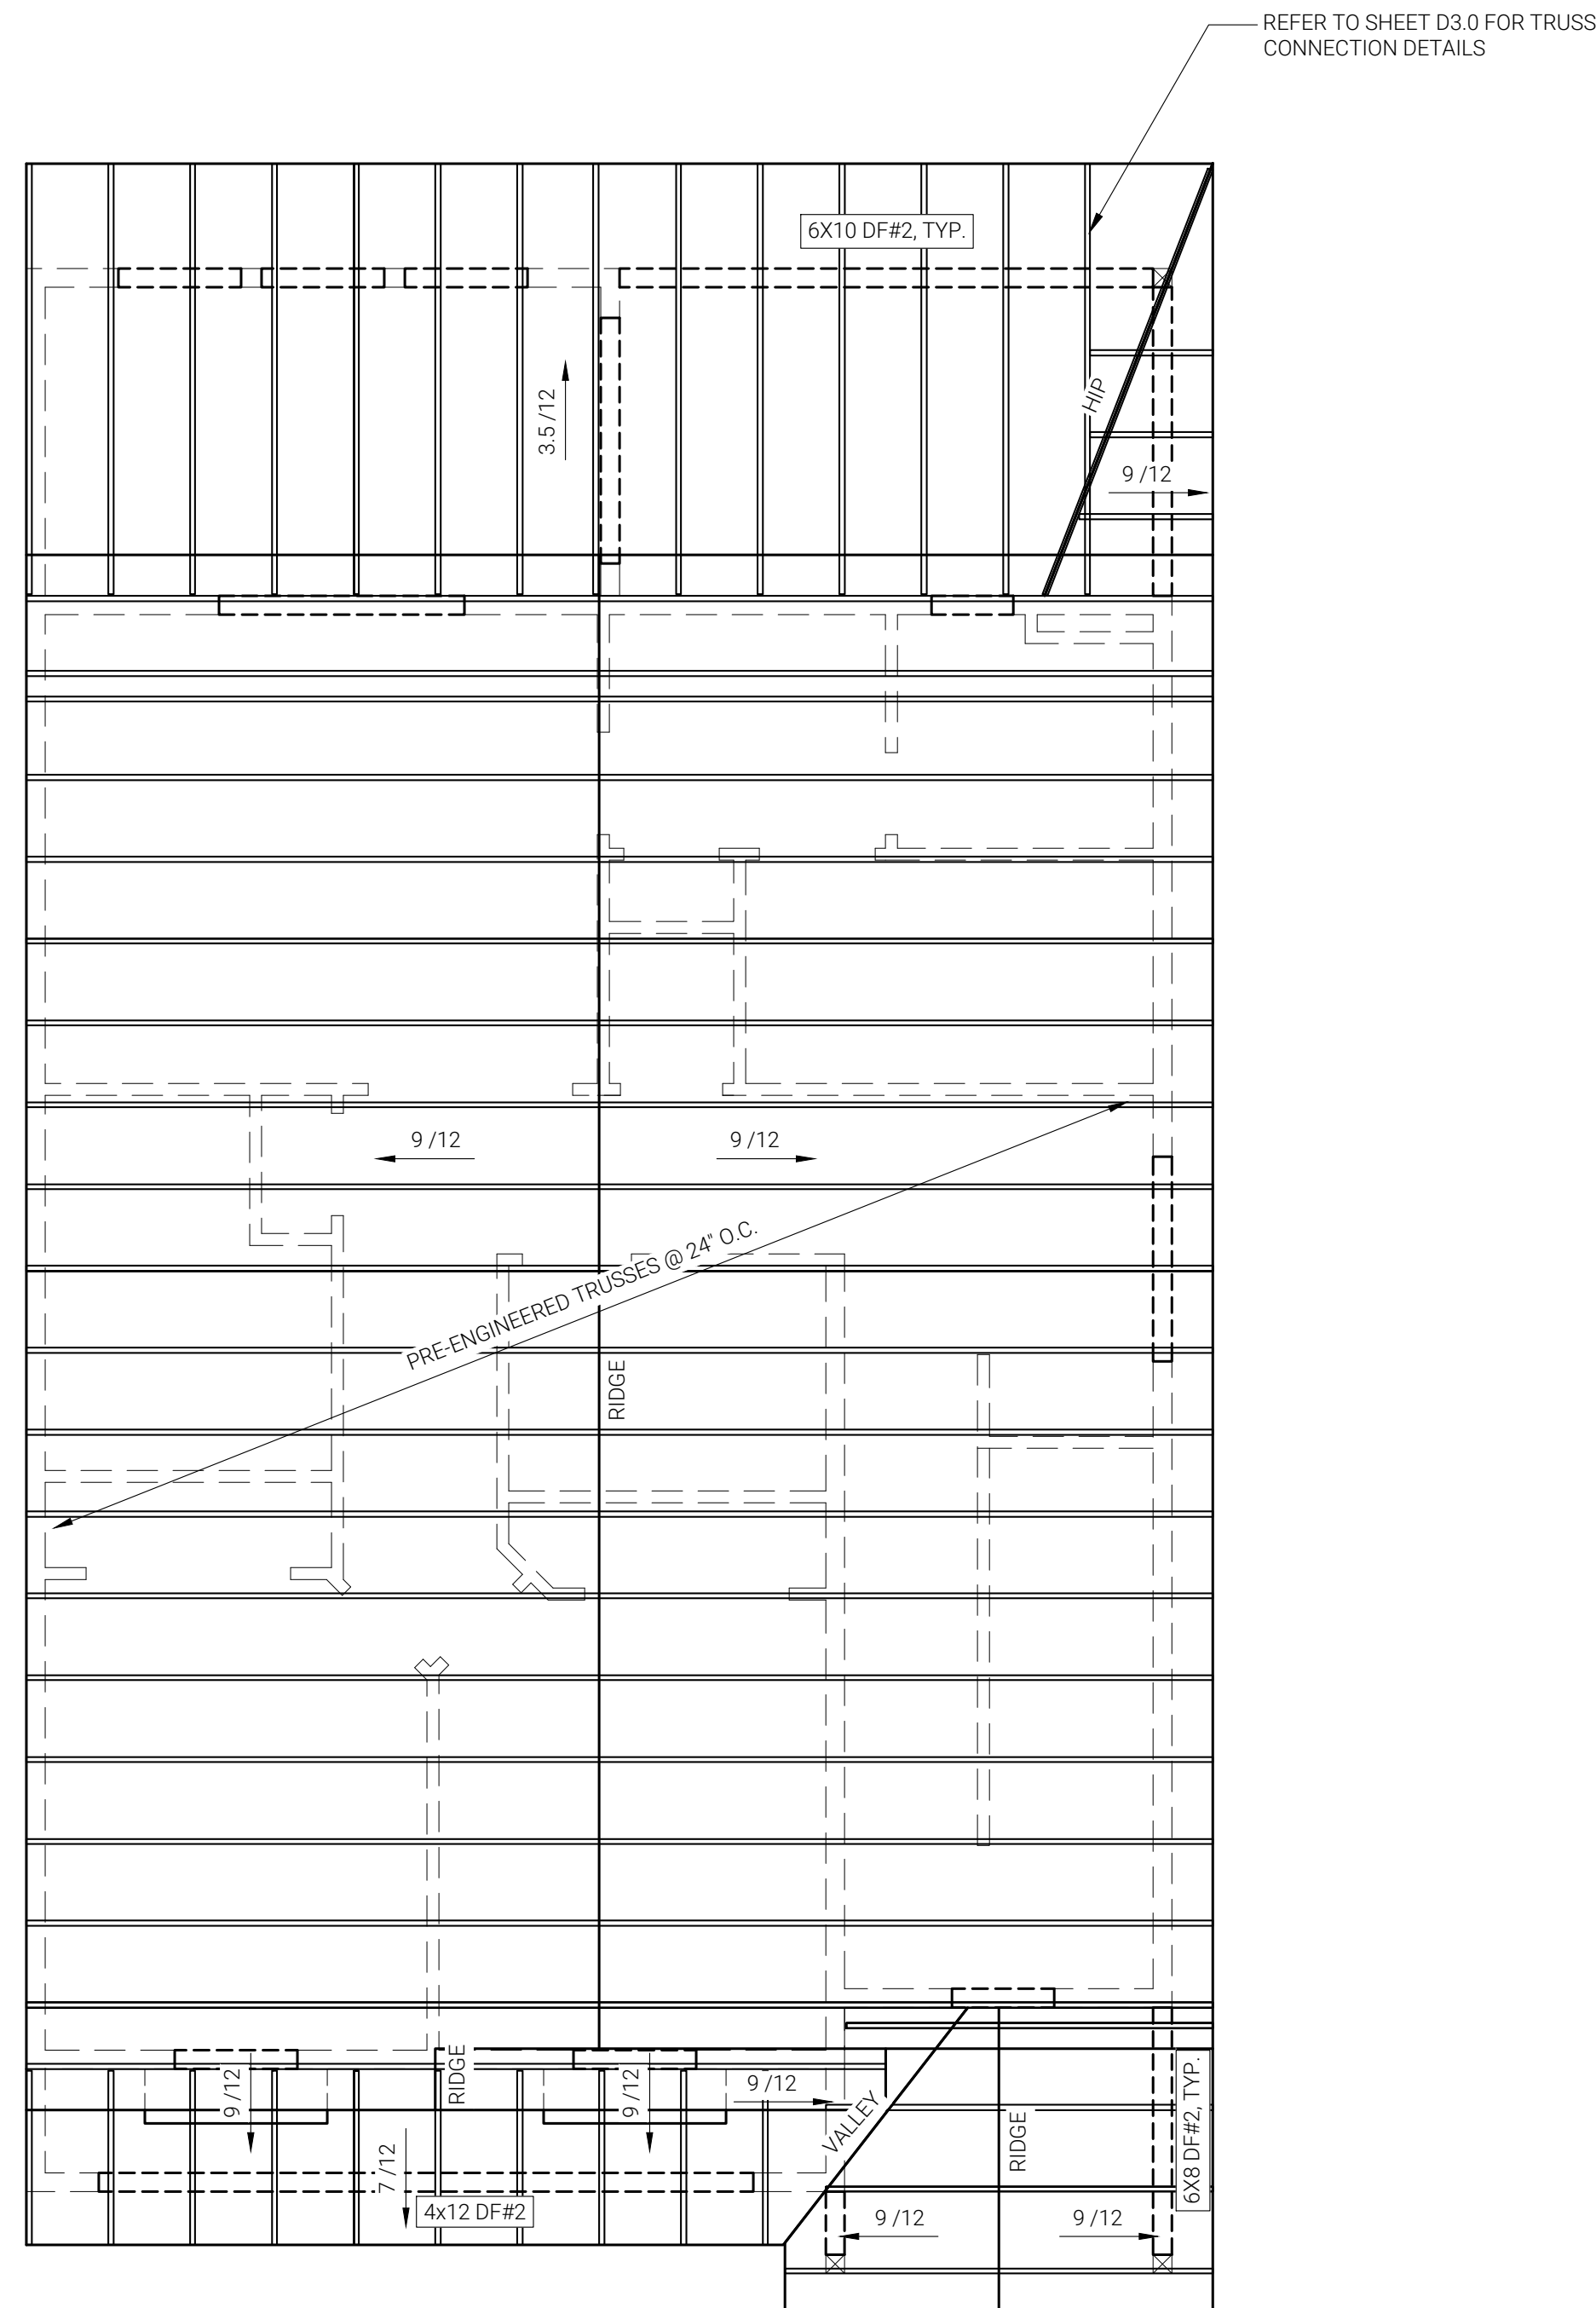 REFER TO SHEET D3.0 FOR TRUSS
CONNECTION DETAILS
6X10 DF#2, TYP.
3.5 /12
HIP
9 /12
9 /12
9 /12
PRE-ENGINEERED TRUSSES @ 24" O.C.
RIDGE
9 /12
RIDGE
9 /12
9 /12
VALLEY
RIDGE
6X8 DF#2, TYP.
7 /12
4x12 DF#2
9 /12
9 /12